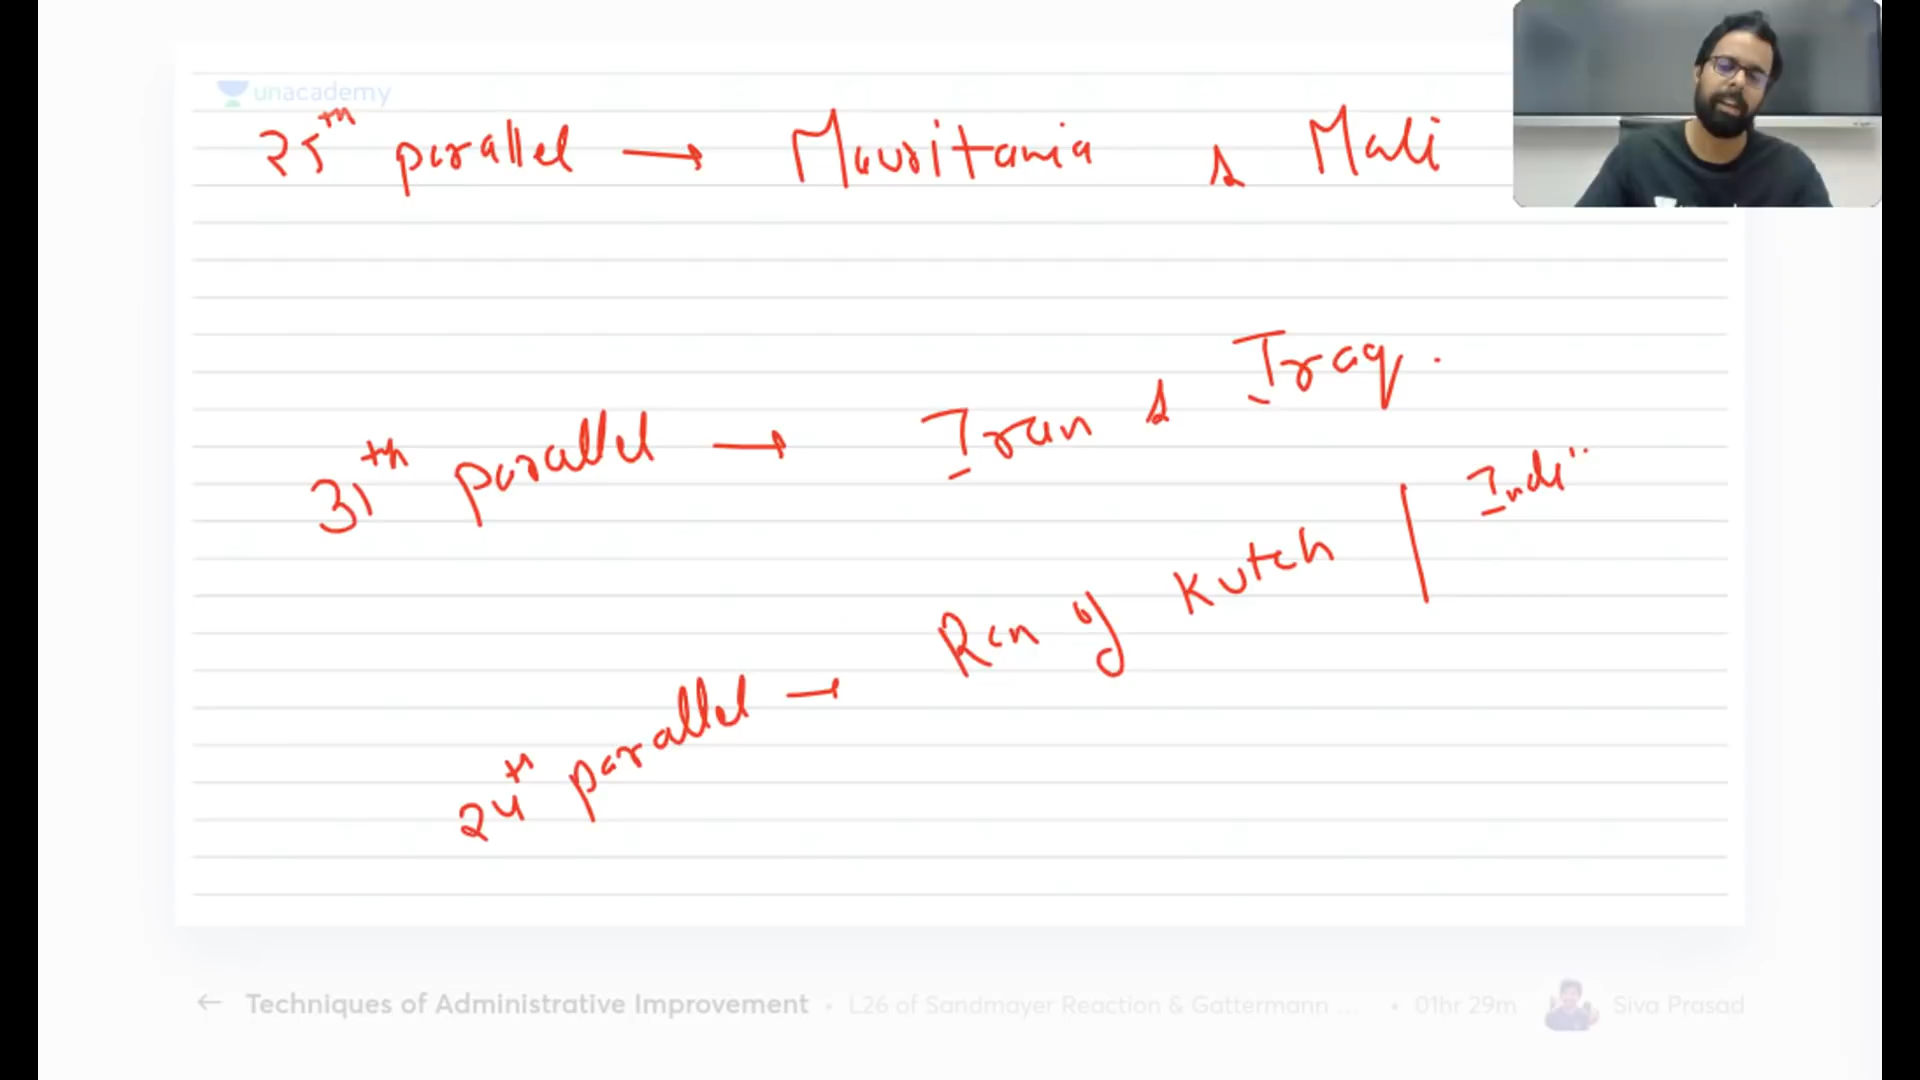 unacademy
25th parallel → Mauritania & Mali
31th parallel → Iran & Iraq.
24th parallel → Ran of Kutch / Indi
← Techniques of Administrative Improvement • L26 of Sandmayer Reaction & Gattermann ... • 01hr 29m Siva Prasad